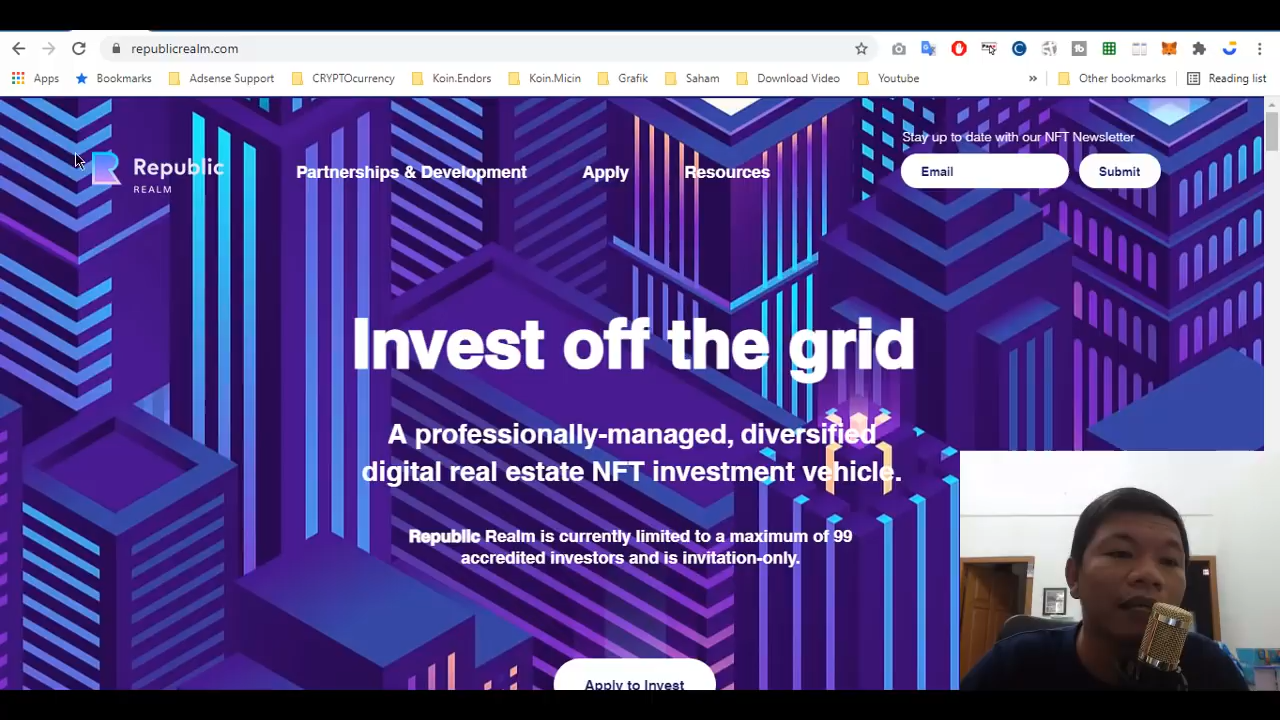 republicrealm.com
Apps
Bookmarks
Adsense Support
CRYPTOcurrency
Koin.Endors
Koin.Micin
Grafik
Saham
Download Video
Youtube
»
Other bookmarks
Reading list
Stay up to date with our NFT Newsletter
Republic
REALM
Partnerships & Development
Apply
Resources
Email
Submit
Invest off the grid
A professionally-managed, diversified
digital real estate NFT investment vehicle.
Republic Realm is currently limited to a maximum of 99
accredited investors and is invitation-only.
Apply to Invest